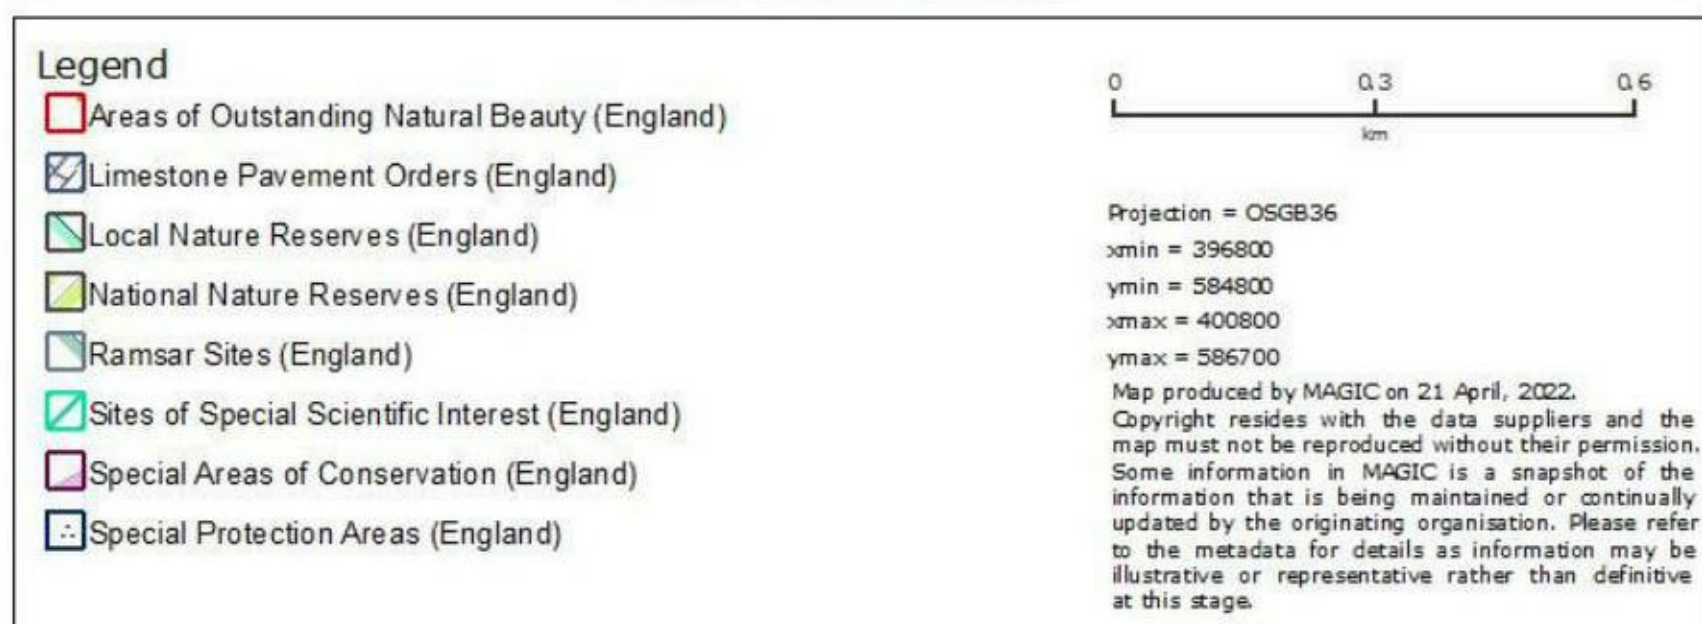 Legend
Areas of Outstanding Natural Beauty (England)
Limestone Pavement Orders (England)
Local Nature Reserves (England)
National Nature Reserves (England)
Ramsar Sites (England)
Sites of Special Scientific Interest (England)
Special Areas of Conservation (England)
Special Protection Areas (England)
0 0.3 0.6
km
Projection = OSGB36
xmin = 396800
ymin = 584800
xmax = 400800
ymax = 586700
Map produced by MAGIC on 21 April, 2022.
Copyright resides with the data suppliers and the
map must not be reproduced without their permission.
Some information in MAGIC is a snapshot of the
information that is being maintained or continually
updated by the originating organisation. Please refer
to the metadata for details as information may be
illustrative or representative rather than definitive
at this stage.